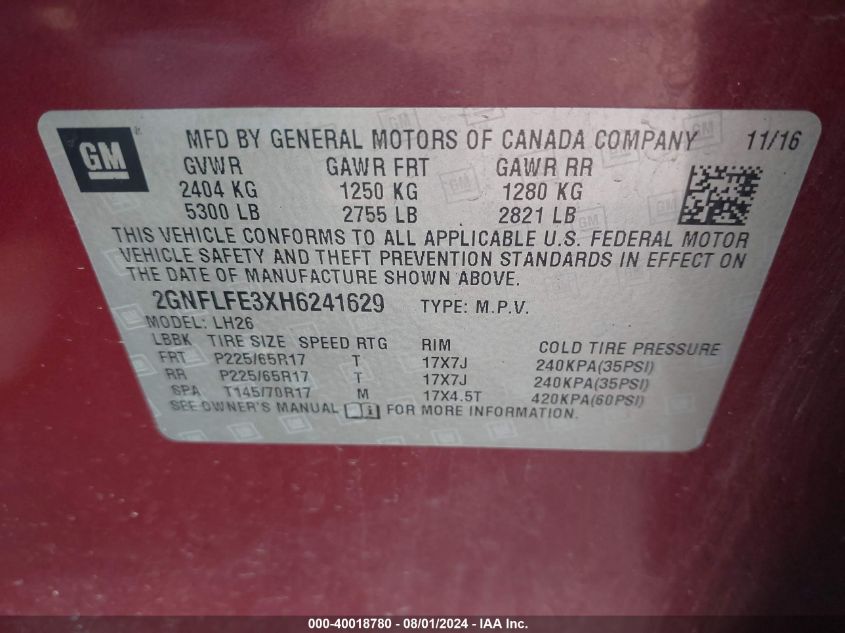 GM
MFD BY GENERAL MOTORS OF CANADA COMPANY 11/16
GVWR GAWR FRT GAWR RR
2404 KG 1250 KG 1280 KG
5300 LB 2755 LB 2821 LB
THIS VEHICLE CONFORMS TO ALL APPLICABLE U.S. FEDERAL MOTOR
VEHICLE SAFETY AND THEFT PREVENTION STANDARDS IN EFFECT ON
THE DATE OF MANUFACTURE SHOWN ABOVE.
2GNFLFE3XH6241629 TYPE: M.P.V.
MODEL: LH26
LBBK TIRE SIZE SPEED RTG RIM COLD TIRE PRESSURE
FRT P225/65R17 T 17X7J 240KPA(35PSI)
RR P225/65R17 T 17X7J 240KPA(35PSI)
SPA T145/70R17 M 17X4.5T 420KPA(60PSI)
SEE OWNER'S MANUAL FOR MORE INFORMATION.
000-40018780 - 08/01/2024 - IAA Inc.